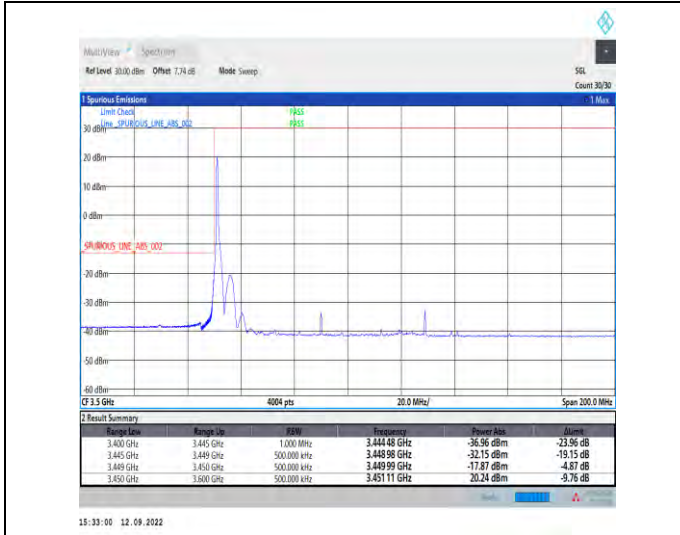 MultiView Spectrum
Ref Level 30.00 dBm Offset 7.74 dB Mode Sweep SGL
Count 30/30
1 Spurious Emissions 1 Max
Limit Check PASS
Line _SPURIOUS_LINE_ABS_002 PASS
30 dBm
20 dBm
10 dBm
0 dBm
_SPURIOUS_LINE_ABS_002
-20 dBm
-30 dBm
-40 dBm
-50 dBm
-60 dBm
CF 3.5 GHz 4004 pts 20.0 MHz/ Span 200.0 MHz
2 Result Summary
Range Low Range Up RBW Frequency Power Abs ΔLimit
3.400 GHz 3.445 GHz 1.000 MHz 3.444 48 GHz -36.96 dBm -23.96 dB
3.445 GHz 3.449 GHz 500.000 kHz 3.448 98 GHz -32.15 dBm -19.15 dB
3.449 GHz 3.450 GHz 500.000 kHz 3.449 99 GHz -17.87 dBm -4.87 dB
3.450 GHz 3.600 GHz 500.000 kHz 3.451 11 GHz 20.24 dBm -9.76 dB
15:33:00 12.09.2022